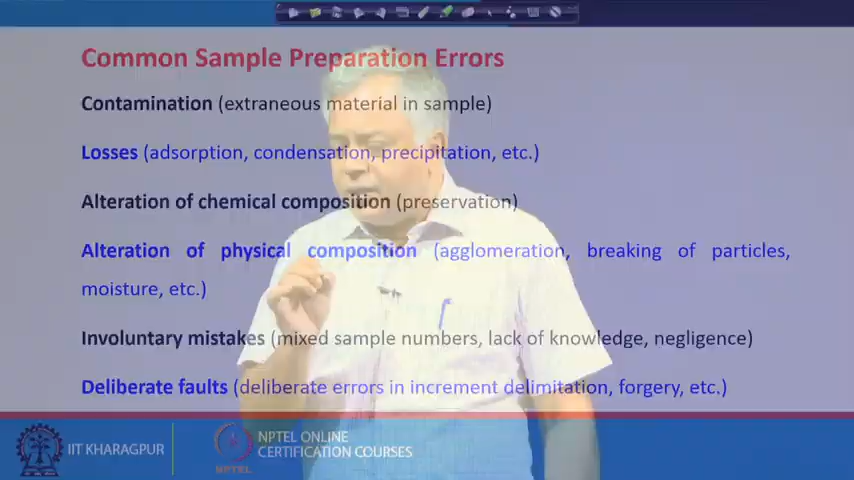 Common Sample Preparation Errors
Contamination (extraneous material in sample)
Losses (adsorption, condensation, precipitation, etc.)
Alteration of chemical composition (preservation)
Alteration of physical composition (agglomeration, breaking of particles,
moisture, etc.)
Involuntary mistakes (mixed sample numbers, lack of knowledge, negligence)
Deliberate faults (deliberate errors in increment delimitation, forgery, etc.)
IIT KHARAGPUR
NPTEL
NPTEL ONLINE
CERTIFICATION COURSES